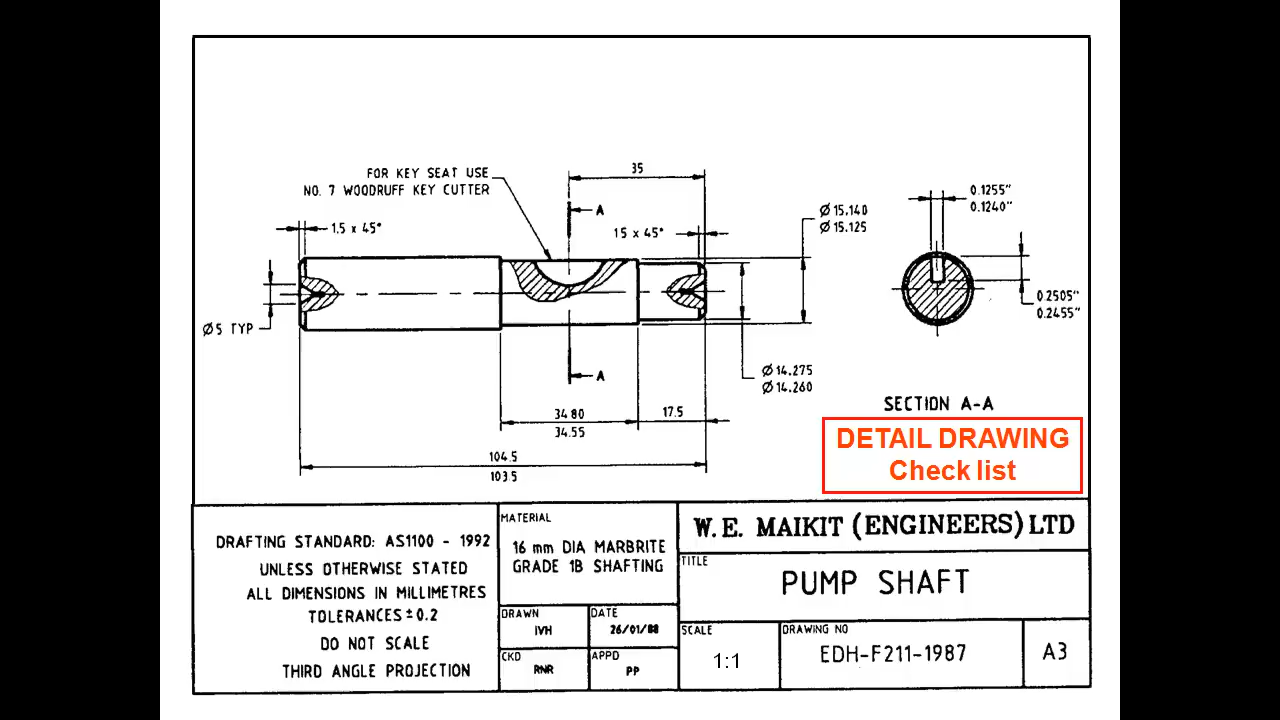 FOR KEY SEAT USE
NO. 7 WOODRUFF KEY CUTTER
35
A
1.5 x 45°
15 x 45°
Ø 15.140
Ø 15.125
0.1255"
0.1240"
0.2505"
0.2455"
Ø 5 TYP
A
Ø 14.275
Ø 14.260
34.80
34.55
17.5
104.5
103.5
SECTION A-A
DETAIL DRAWING
Check list
DRAFTING STANDARD: AS1100 - 1992
UNLESS OTHERWISE STATED
ALL DIMENSIONS IN MILLIMETRES
TOLERANCES ± 0.2
DO NOT SCALE
THIRD ANGLE PROJECTION
MATERIAL
16 mm DIA MARBRITE
GRADE 1B SHAFTING
DRAWN
IVH
DATE
26/01/88
CKD
RNR
APPD
PP
W. E. MAIKIT (ENGINEERS) LTD
TITLE
PUMP SHAFT
SCALE
1:1
DRAWING NO
EDH-F211-1987
A3